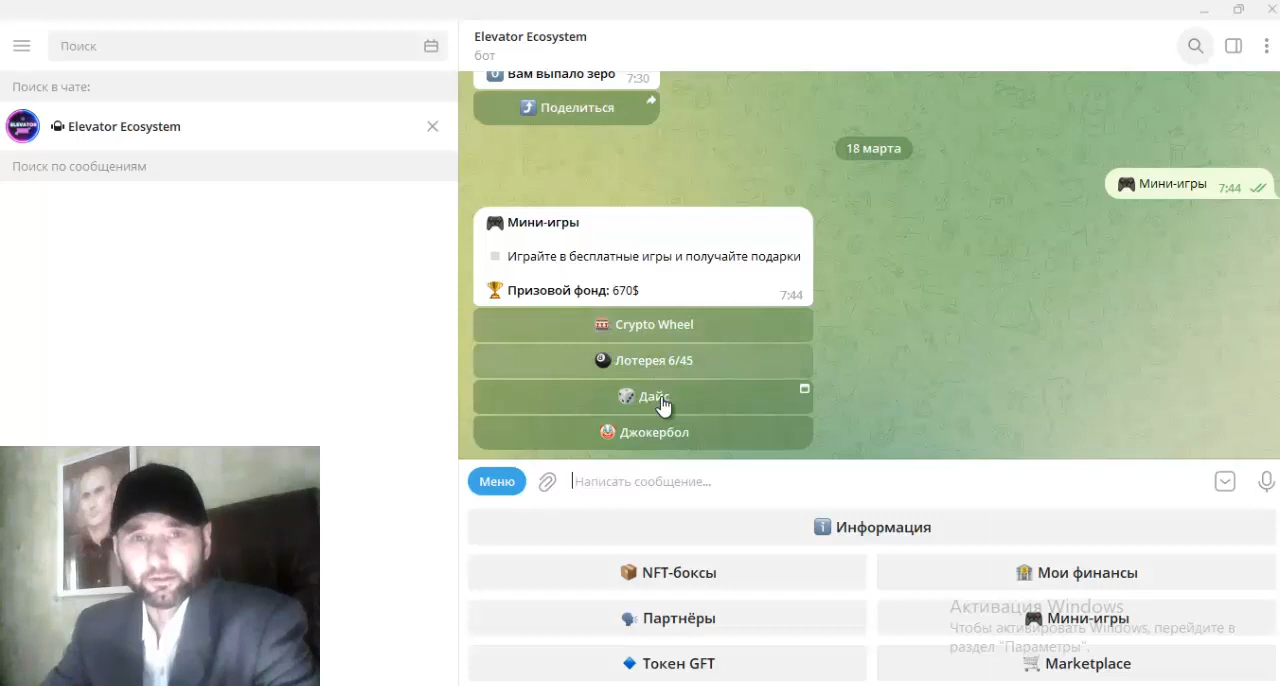 Поиск
Поиск в чате:
Elevator Ecosystem
Поиск по сообщениям
Elevator Ecosystem
бот
Вам выпало зеро 7:30
Поделиться
18 марта
Мини-игры 7:44
Мини-игры
Играйте в бесплатные игры и получайте подарки
Призовой фонд: 670$ 7:44
Crypto Wheel
Лотерея 6/45
Дайс
Джокербол
Меню
Написать сообщение...
Информация
NFT-боксы
Мои финансы
Партнёры
Мини-игры
Токен GFT
Marketplace
Активация Windows
Чтобы активировать Windows, перейдите в
раздел "Параметры".